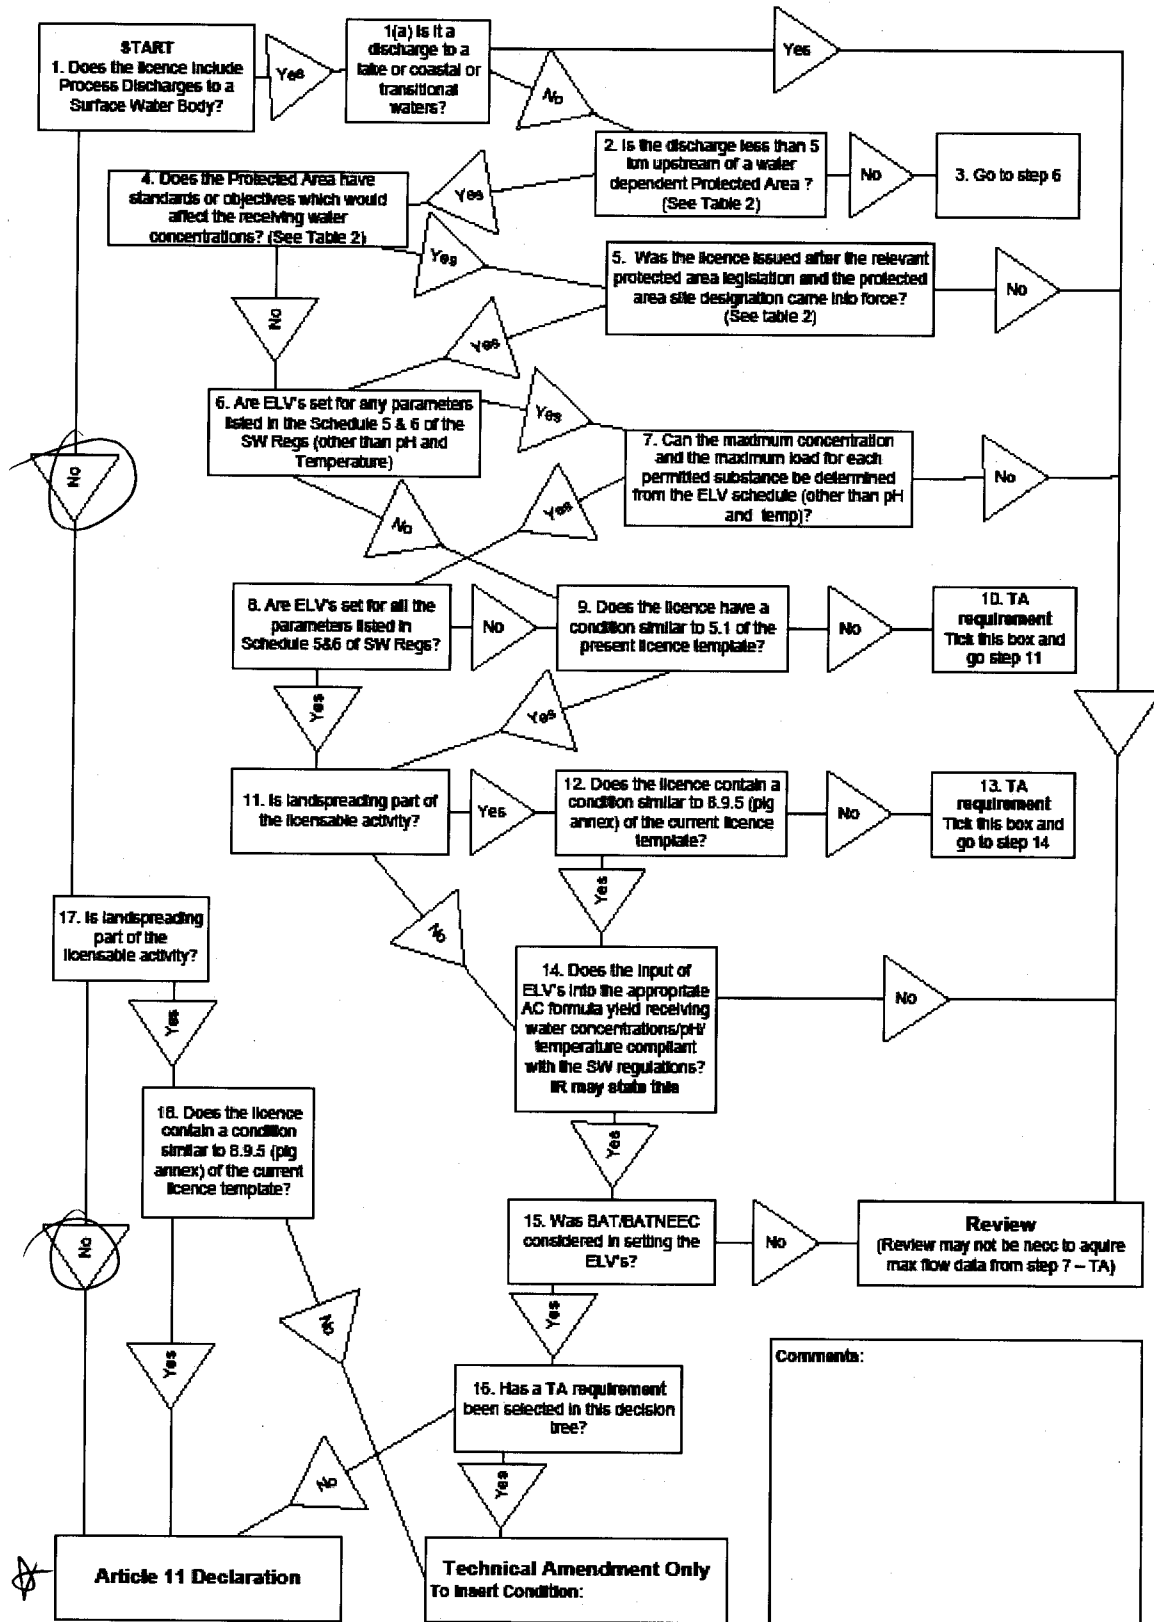 START
1. Does the licence include
Process Discharges to a
Surface Water Body?
Yes
1(a) Is it a
discharge to a
lake or coastal or
transitional
waters?
Yes
No
2. Is the discharge less than 5
km upstream of a water
dependent Protected Area ?
(See Table 2)
No
3. Go to step 6
Yes
4. Does the Protected Area have
standards or objectives which would
affect the receiving water
concentrations? (See Table 2)
Yes
No
5. Was the licence issued after the relevant
protected area legislation and the protected
area site designation came into force?
(See table 2)
No
Yes
6. Are ELV's set for any parameters
listed in the Schedule 5 & 6 of the
SW Regs (other than pH and
Temperature)
Yes
No
7. Can the maximum concentration
and the maximum load for each
permitted substance be determined
from the ELV schedule (other than pH
and temp)?
No
Yes
No
8. Are ELV's set for all the
parameters listed in
Schedule 5&6 of SW Regs?
No
9. Does the licence have a
condition similar to 5.1 of the
present licence template?
No
10. TA
requirement
Tick this box and
go step 11
Yes
Yes
11. Is landspreading part of
the licensable activity?
Yes
12. Does the licence contain a
condition similar to 8.9.5 (pig
annex) of the current licence
template?
No
13. TA
requirement
Tick this box and
go to step 14
Yes
No
17. Is landspreading
part of the
licensable activity?
Yes
14. Does the input of
ELV's into the appropriate
AC formula yield receiving
water concentrations/pH/
temperature compliant
with the SW regulations?
IR may state this
No
Yes
18. Does the licence
contain a condition
similar to 8.9.5 (pig
annex) of the current
licence template?
No
15. Was BAT/BATNEEC
considered in setting the
ELV's?
No
Review
(Review may not be necc to aquire
max flow data from step 7 – TA)
Yes
No
Yes
16. Has a TA requirement
been selected in this decision
tree?
No
Yes
Comments:
Article 11 Declaration
Technical Amendment Only
To Insert Condition: